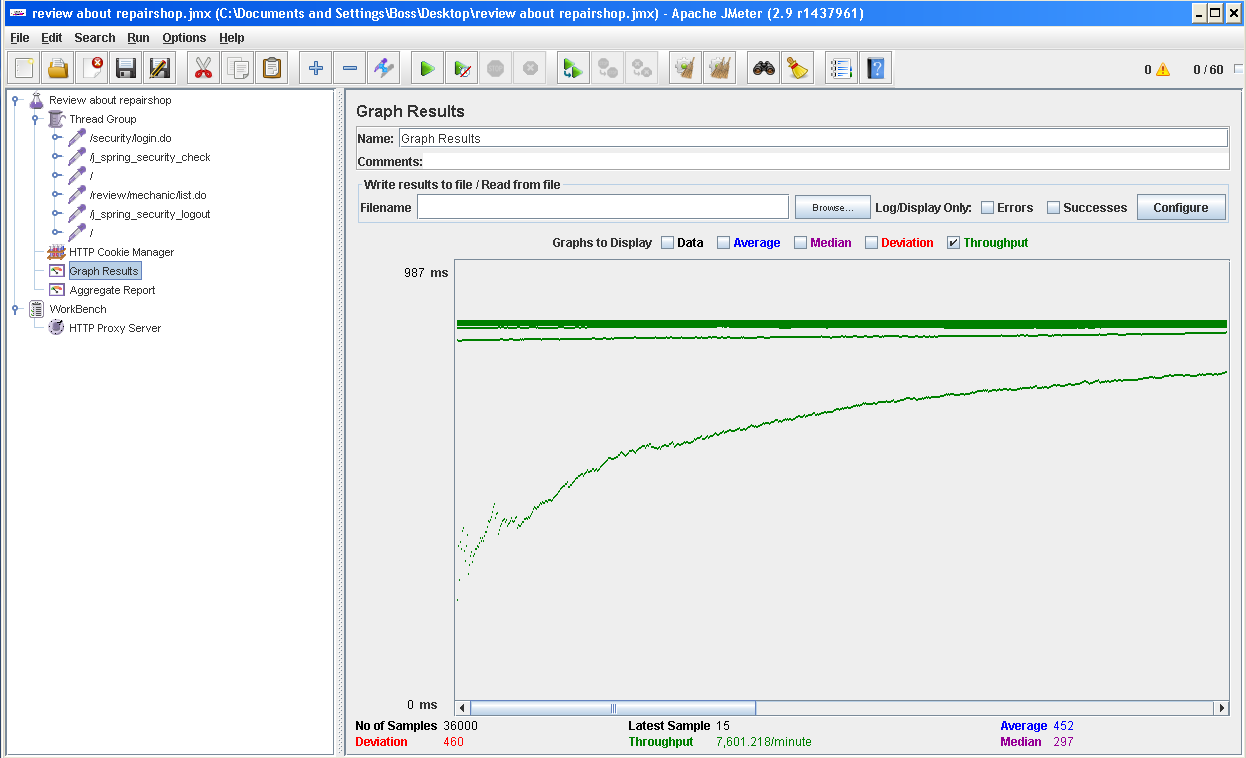 review about repairshop.jmx (C:\Documents and Settings\Boss\Desktop\review about repairshop.jmx) - Apache JMeter (2.9 r1437961)
File Edit Search Run Options Help
0 0 / 60
Review about repairshop
Thread Group
/security/login.do
/j_spring_security_check
/
/review/mechanic/list.do
/j_spring_security_logout
/
HTTP Cookie Manager
Graph Results
Aggregate Report
WorkBench
HTTP Proxy Server
Graph Results
Name: Graph Results
Comments:
Write results to file / Read from file
Filename Browse... Log/Display Only: Errors Successes Configure
Graphs to Display Data Average Median Deviation Throughput
987 ms
0 ms
No of Samples 36000 Latest Sample 15 Average 452
Deviation 460 Throughput 7,601.218/minute Median 297